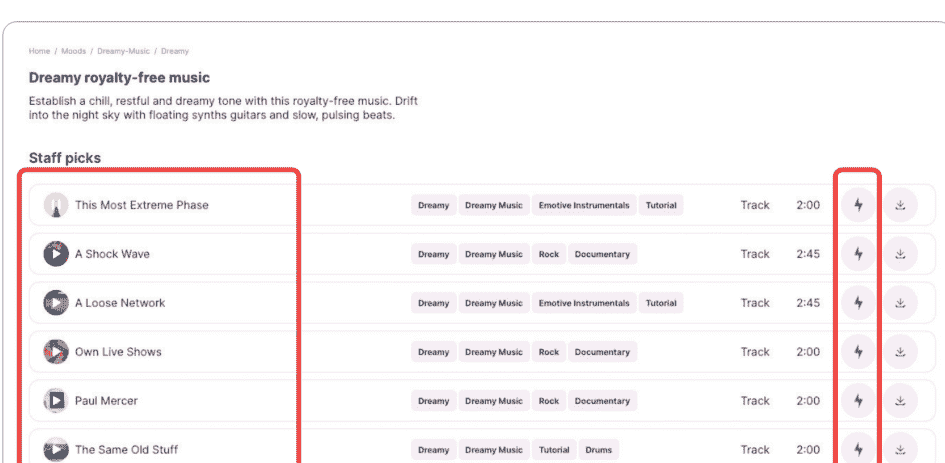 Home / Moods / Dreamy-Music / Dreamy
Dreamy royalty-free music
Establish a chill, restful and dreamy tone with this royalty-free music. Drift
into the night sky with floating synths guitars and slow, pulsing beats.
Staff picks
This Most Extreme Phase Dreamy Dreamy Music Emotive Instrumentals Tutorial Track 2:00
A Shock Wave Dreamy Dreamy Music Rock Documentary Track 2:45
A Loose Network Dreamy Dreamy Music Emotive Instrumentals Tutorial Track 2:45
Own Live Shows Dreamy Dreamy Music Rock Documentary Track 2:00
Paul Mercer Dreamy Dreamy Music Rock Documentary Track 2:00
The Same Old Stuff Dreamy Dreamy Music Tutorial Drums Track 2:00